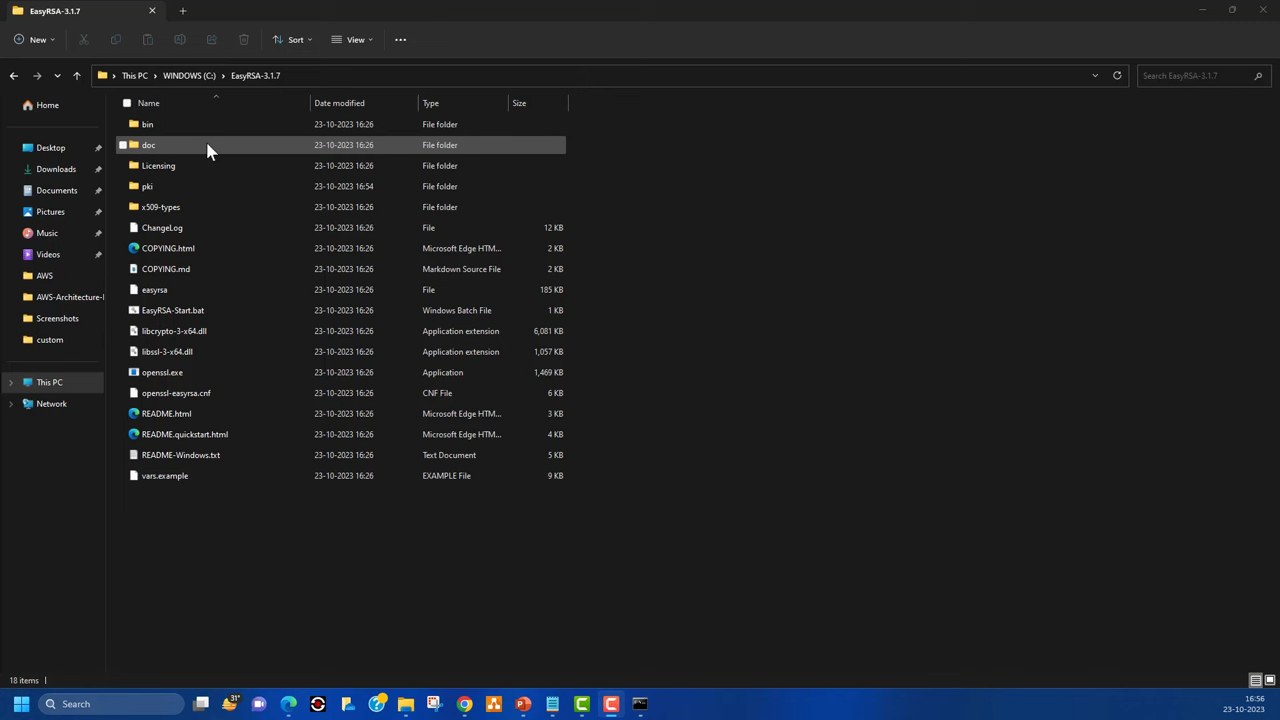 EasyRSA-3.1.7
New Sort View
This PC WINDOWS (C:) EasyRSA-3.1.7 Search EasyRSA-3.1.7
Home
Desktop
Downloads
Documents
Pictures
Music
Videos
AWS
AWS-Architecture-I
Screenshots
custom
This PC
Network
Name Date modified Type Size
bin 23-10-2023 16:26 File folder
doc 23-10-2023 16:26 File folder
Licensing 23-10-2023 16:26 File folder
pki 23-10-2023 16:54 File folder
x509-types 23-10-2023 16:26 File folder
ChangeLog 23-10-2023 16:26 File 12 KB
COPYING.html 23-10-2023 16:26 Microsoft Edge HTM... 2 KB
COPYING.md 23-10-2023 16:26 Markdown Source File 2 KB
easyrsa 23-10-2023 16:26 File 185 KB
EasyRSA-Start.bat 23-10-2023 16:26 Windows Batch File 1 KB
libcrypto-3-x64.dll 23-10-2023 16:26 Application extension 6,081 KB
libssl-3-x64.dll 23-10-2023 16:26 Application extension 1,057 KB
openssl.exe 23-10-2023 16:26 Application 1,469 KB
openssl-easyrsa.cnf 23-10-2023 16:26 CNF File 6 KB
README.html 23-10-2023 16:26 Microsoft Edge HTM... 3 KB
README.quickstart.html 23-10-2023 16:26 Microsoft Edge HTM... 4 KB
README-Windows.txt 23-10-2023 16:26 Text Document 5 KB
vars.example 23-10-2023 16:26 EXAMPLE File 9 KB
18 items
Search 31° 16:56
23-10-2023